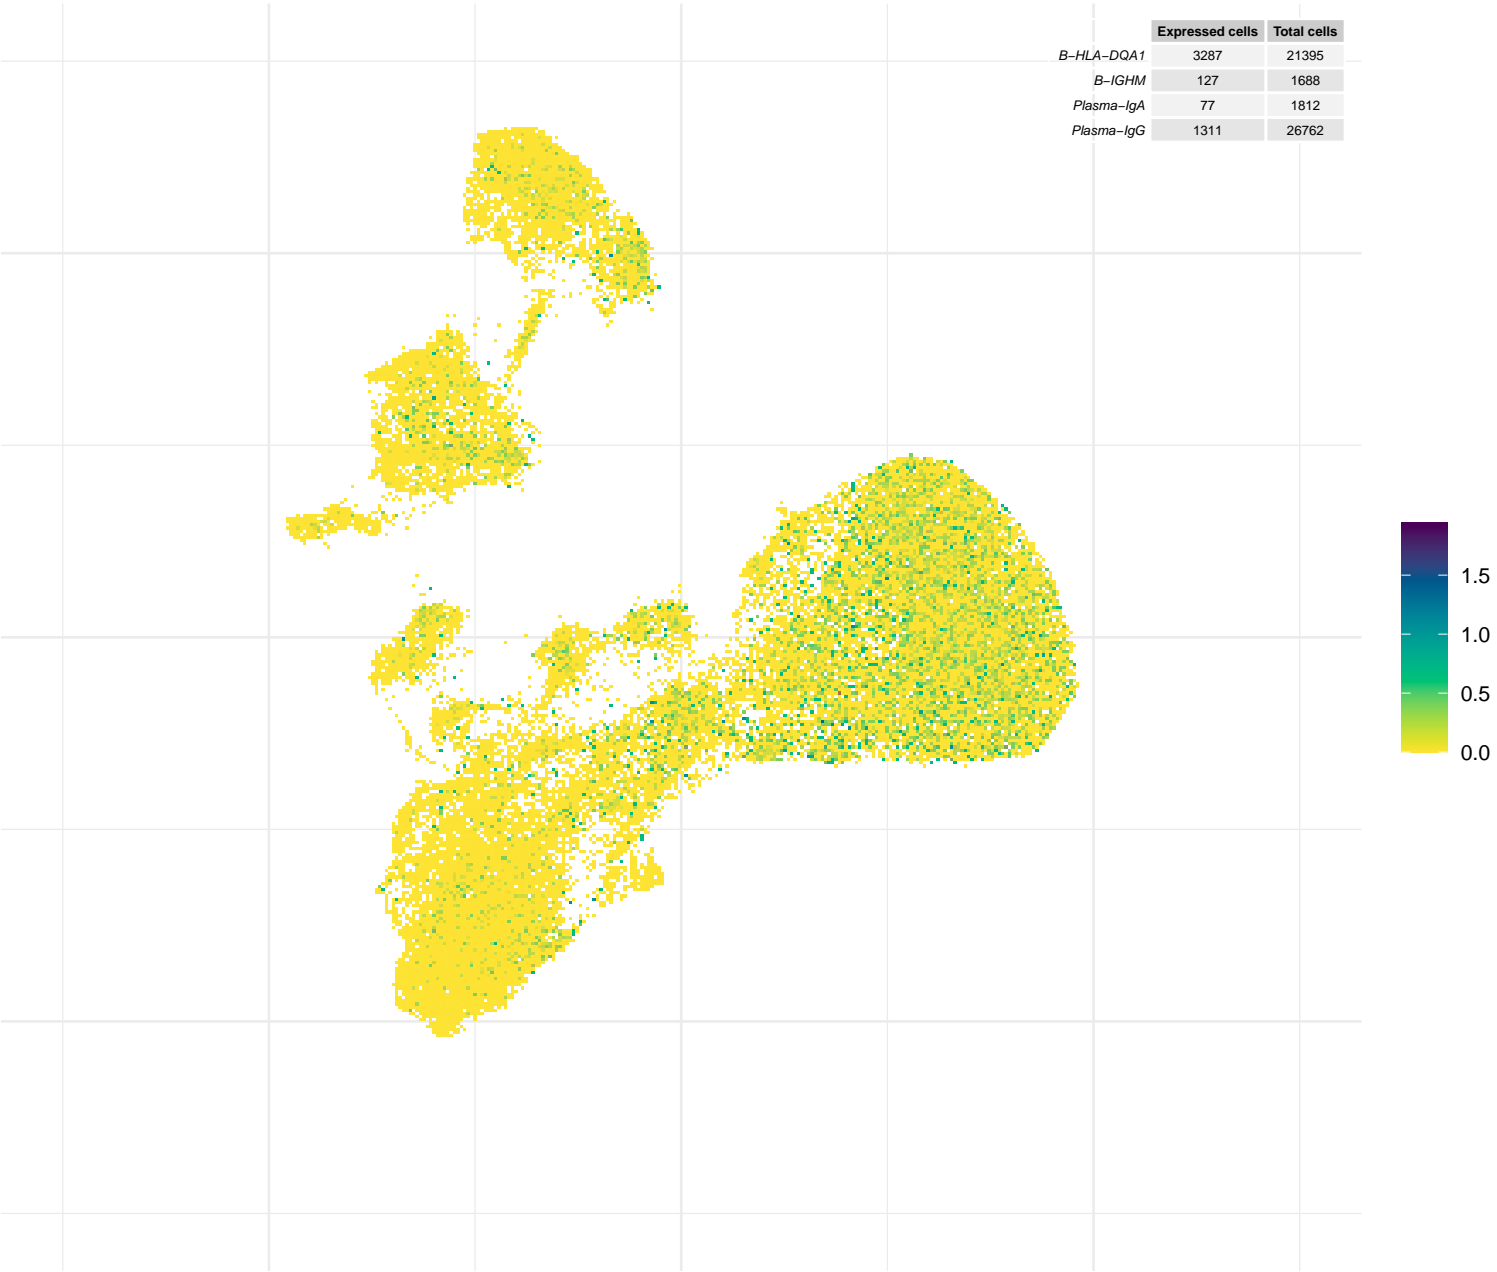 Expressed cells Total cells
B−HLA−DQA1 3287 21395
B−IGHM 127 1688
Plasma−IgA 77 1812
Plasma−IgG 1311 26762
1.5
1.0
0.5
0.0